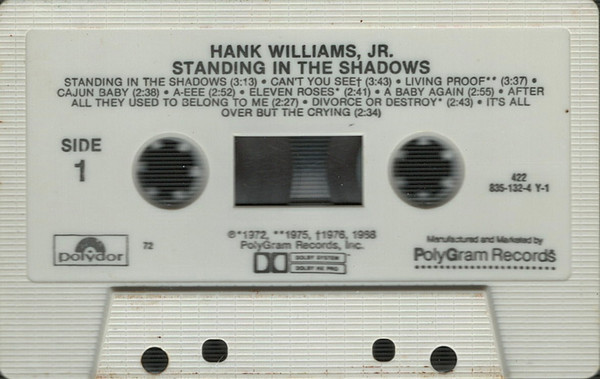 HANK WILLIAMS, JR.
STANDING IN THE SHADOWS
STANDING IN THE SHADOWS (3:13) • CAN'T YOU SEE† (3:43) • LIVING PROOF** (3:37) •
CAJUN BABY (2:38) • A-EEE (2:52) • ELEVEN ROSES* (2:41) • A BABY AGAIN (2:55) • AFTER
ALL THEY USED TO BELONG TO ME (2:27) • DIVORCE OR DESTROY* (2:43) • IT'S ALL
OVER BUT THE CRYING (2:34)
SIDE
1
422
835-132-4 Y-1
polydor
72
℗*1972, **1975, †1976, 1988
PolyGram Records, Inc.
DOLBY SYSTEM
DOLBY HX PRO
Manufactured and Marketed by
PolyGram Records